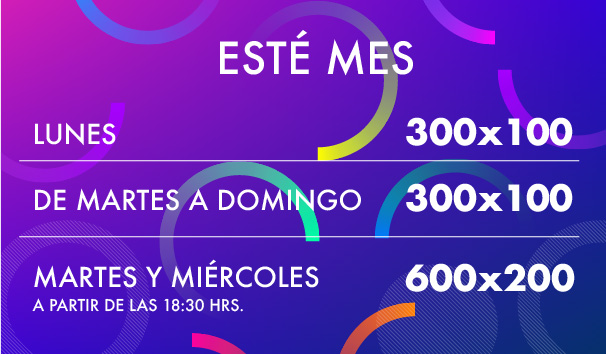 ESTÉ MES
LUNES 300x100
DE MARTES A DOMINGO 300x100
MARTES Y MIÉRCOLES 600x200
A PARTIR DE LAS 18:30 HRS.